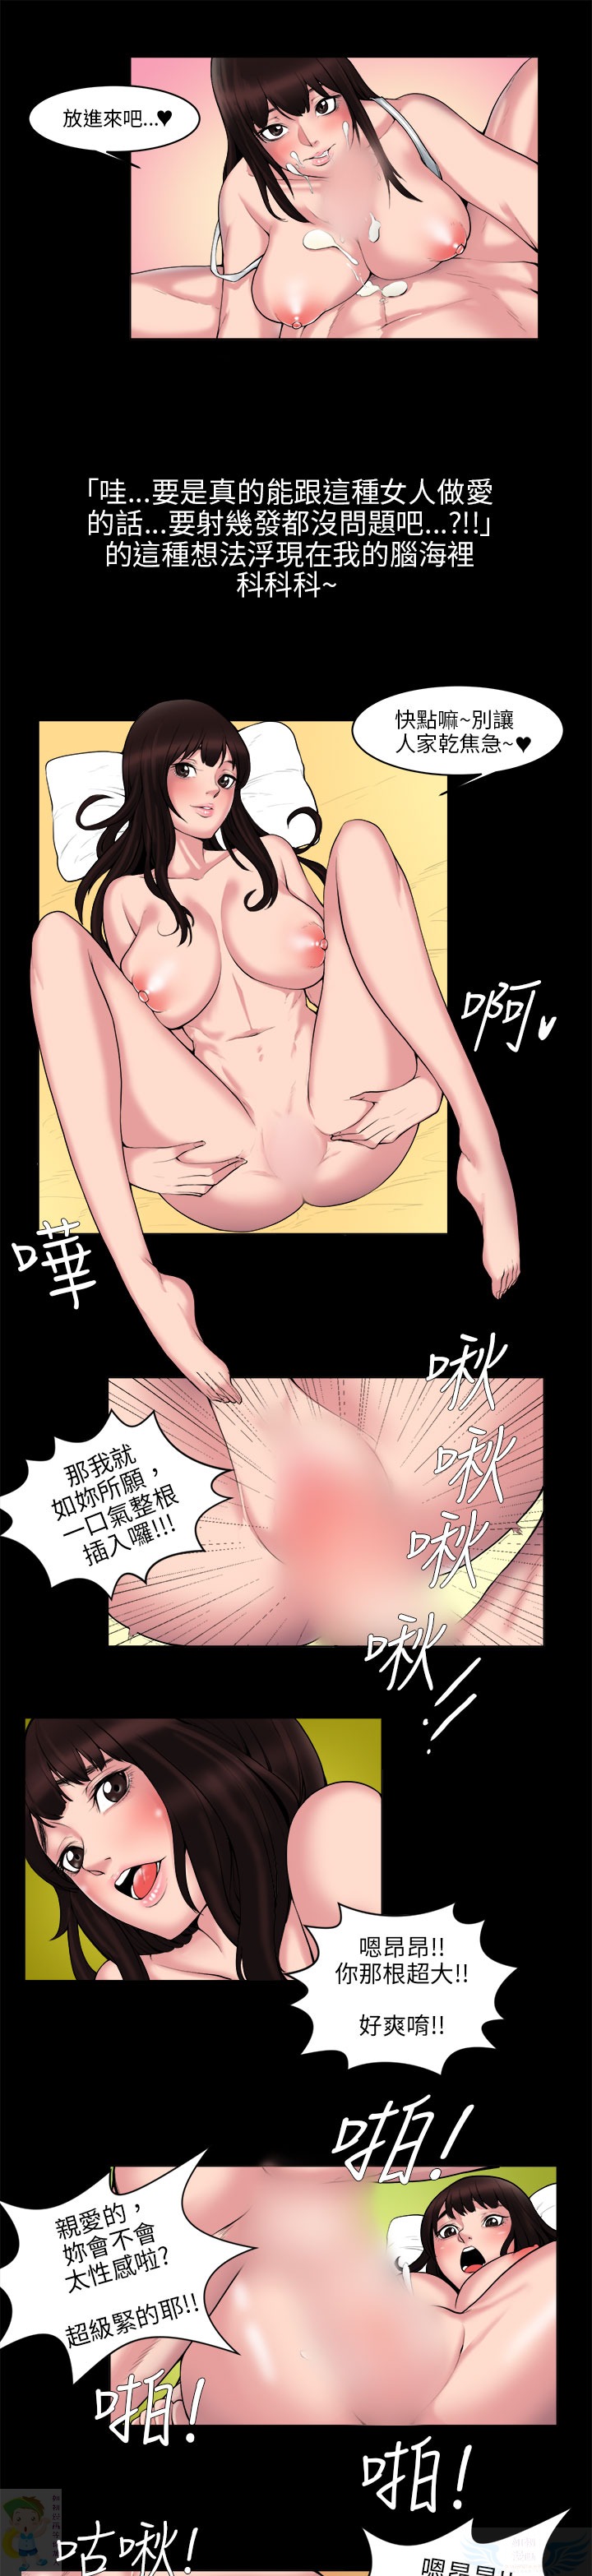 放進來吧...♥
「哇...要是真的能跟這種女人做愛
的話...要射幾發都沒問題吧...?!!」
的這種想法浮現在我的腦海裡
科科科~
快點嘛~別讓
人家乾焦急~♥
啊
嘩
啾
啾
啾
啾!!
那我就
如妳所願，
一口氣整根
插入囉!!!
嗯昂昂!!
你那根超大!!
好爽唷!!
啪!
親愛的，
妳會不會
太性感啦?
超級緊的耶!!
啪!
啪!
咕啾!